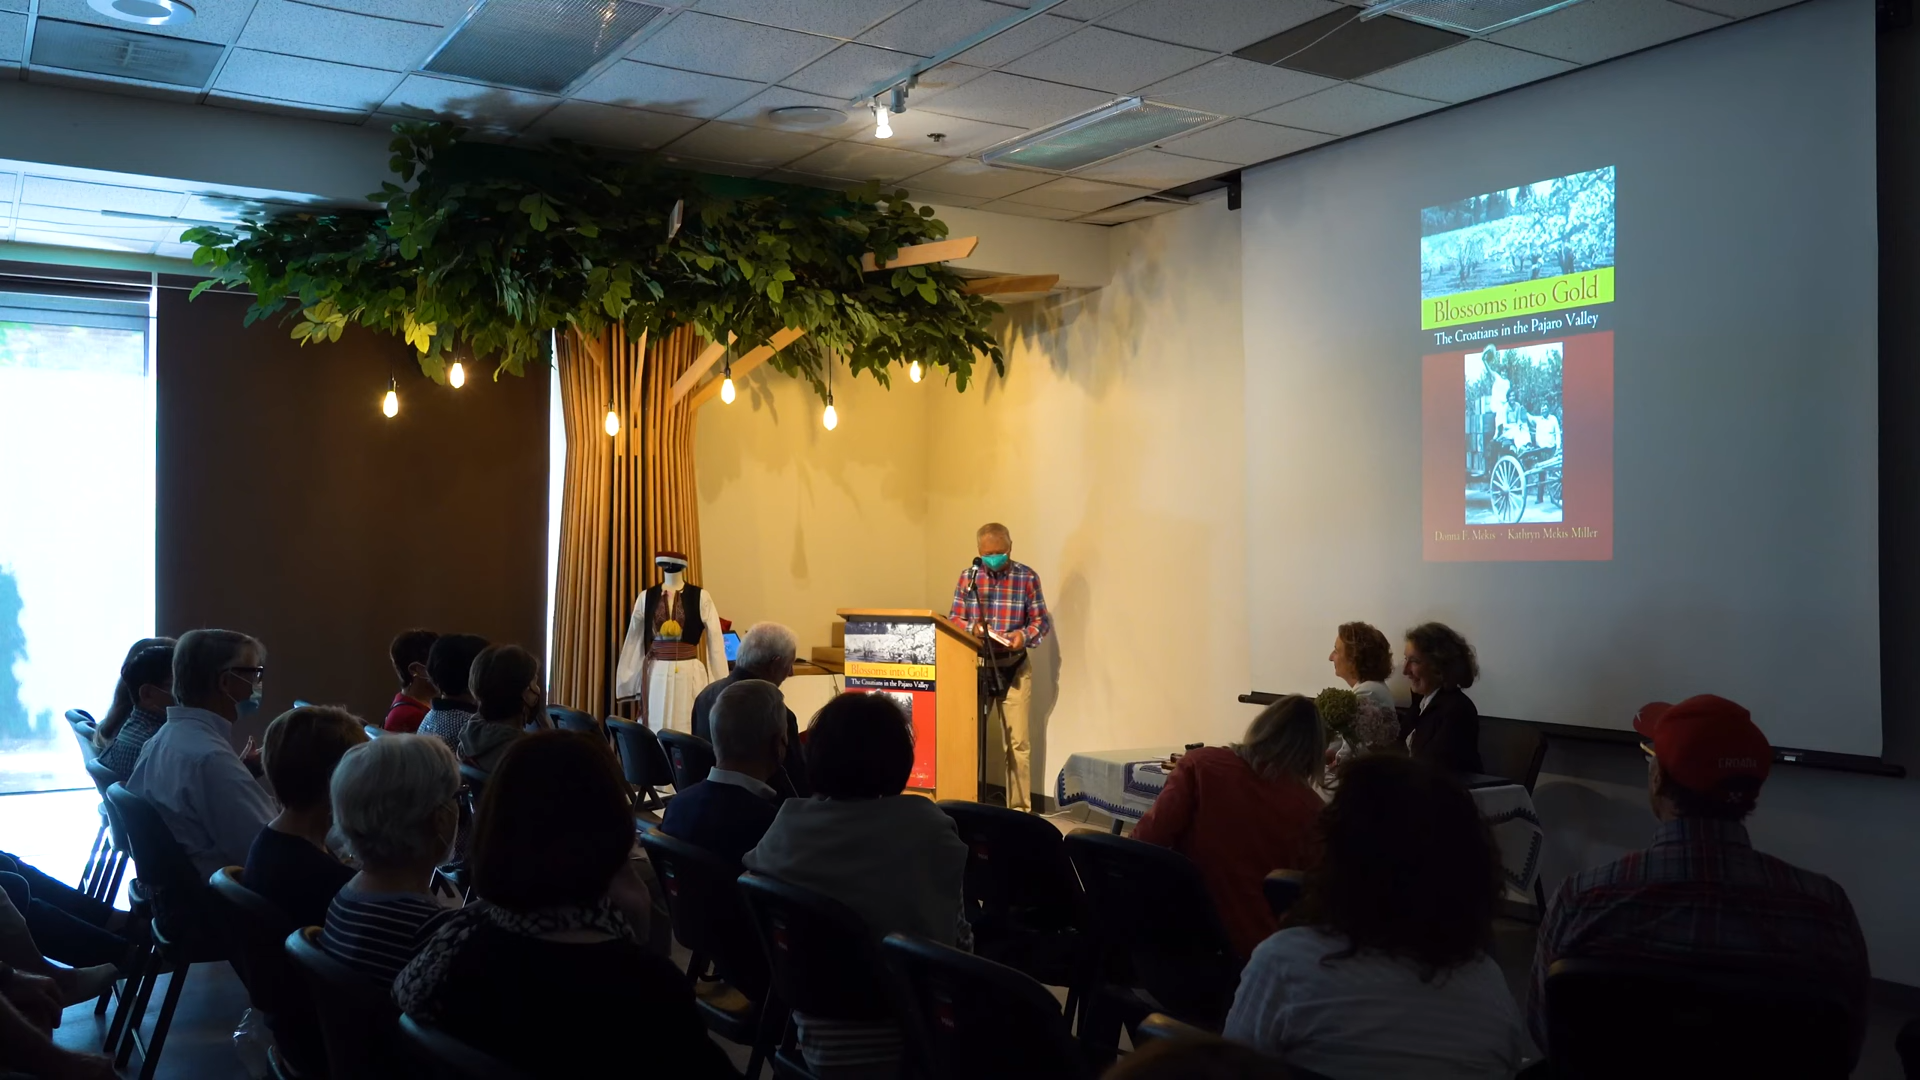 Blossoms into Gold
The Croatians in the Pajaro Valley
Donna F. Mekis · Kathryn Mekis Miller
Blossoms into Gold
The Croatians in the Pajaro Valley